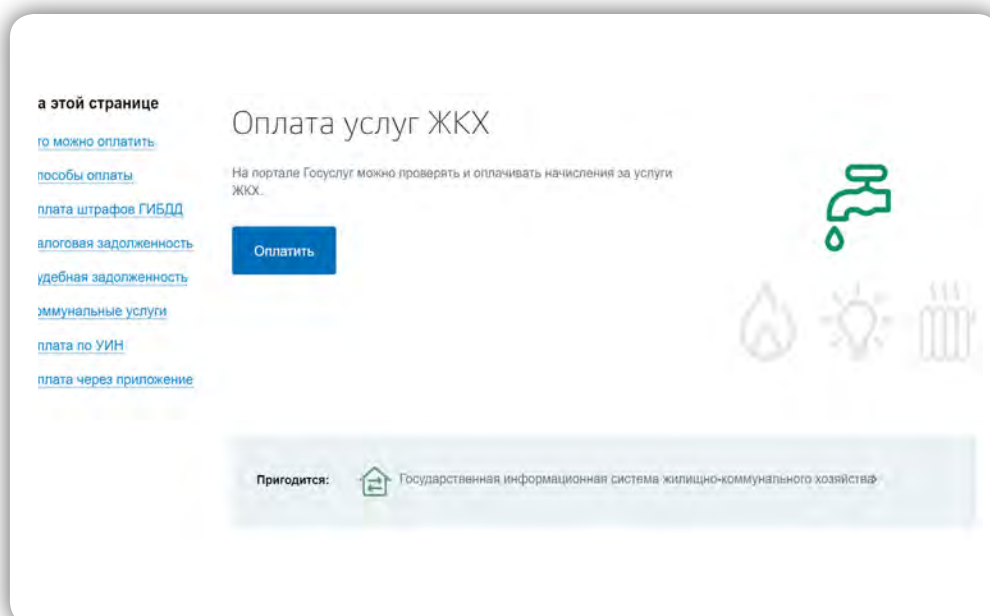 а этой странице
то можно оплатить
пособы оплаты
плата штрафов ГИБДД
алоговая задолженность
удебная задолженность
оммунальные услуги
плата по УИН
плата через приложение
Оплата услуг ЖКХ
На портале Госуслуг можно проверять и оплачивать начисления за услуги
ЖКХ.
Оплатить
Пригодится:
Государственная информационная система жилищно-коммунального хозяйства